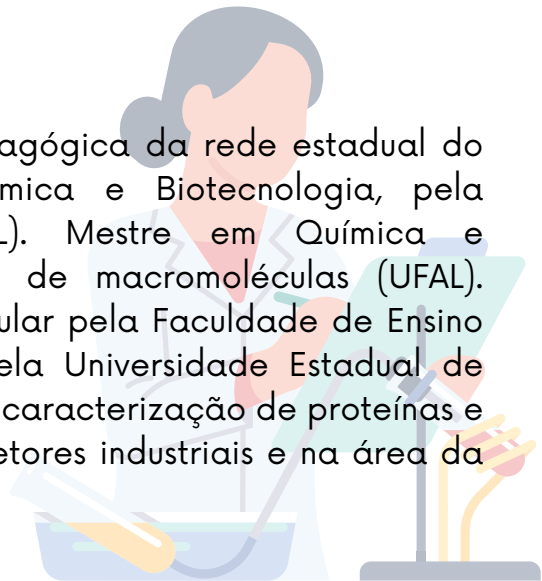 agógica da rede estadual do
mica e Biotecnologia, pela
L). Mestre em Química e
de macromoléculas (UFAL).
ular pela Faculdade de Ensino
ela Universidade Estadual de
caracterização de proteínas e
etores industriais e na área da